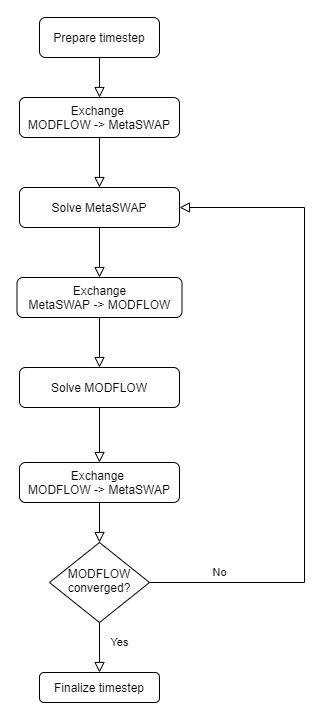 Prepare timestep
Exchange
MODFLOW -> MetaSWAP
Solve MetaSWAP
Exchange
MetaSWAP -> MODFLOW
Solve MODFLOW
Exchange
MODFLOW -> MetaSWAP
MODFLOW
converged?
No
Yes
Finalize timestep